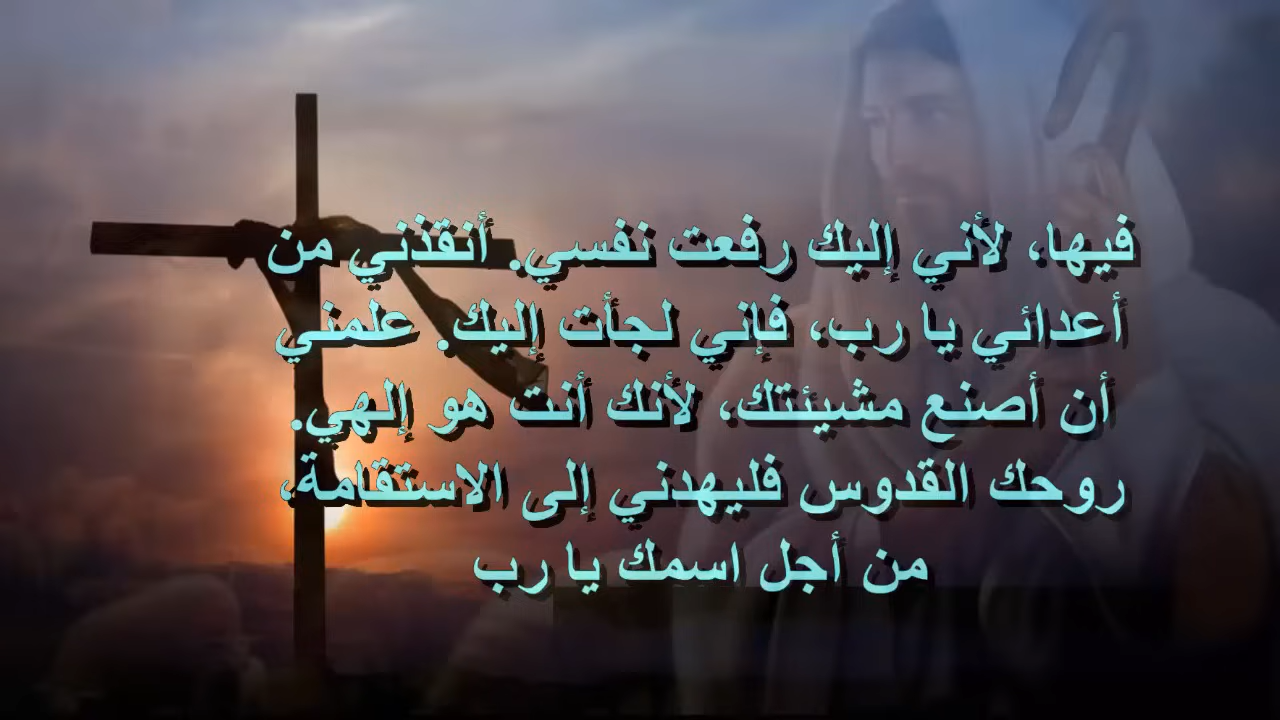 فيها، لأني إليك رفعت نفسي. أنقذني من
أعدائي يا رب، فإني لجأت إليك. علمني
أن أصنع مشيئتك، لأنك أنت هو إلهي.
روحك القدوس فليهدني إلى الاستقامة،
من أجل اسمك يا رب